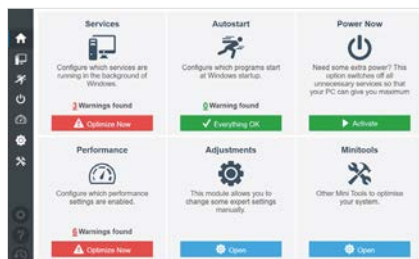 Services
Configure which services are
running in the background of
Windows.
3 Warnings found
Optimize Now
Autostart
Configure which programs start
at Windows startup.
0 Warning found
Everything OK
Power Now
Need some extra power? This
option switches off all
unnecessary services so that
your PC can give you maximum
Activate
Performance
Configure which performance
settings are enabled.
6 Warnings found
Optimize Now
Adjustments
This module allows you to
change some expert settings
manually.
Open
Minitools
Other Mini Tools to optimise
your system.
Open